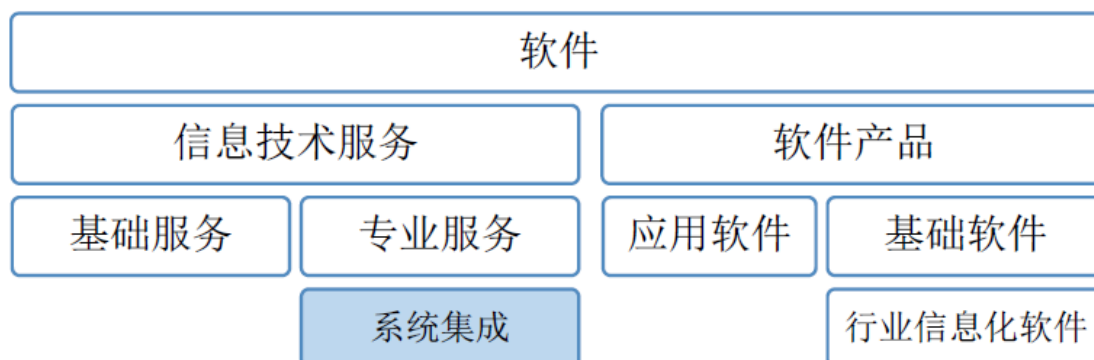 软件
信息技术服务 软件产品
基础服务 专业服务 应用软件 基础软件
系统集成 行业信息化软件